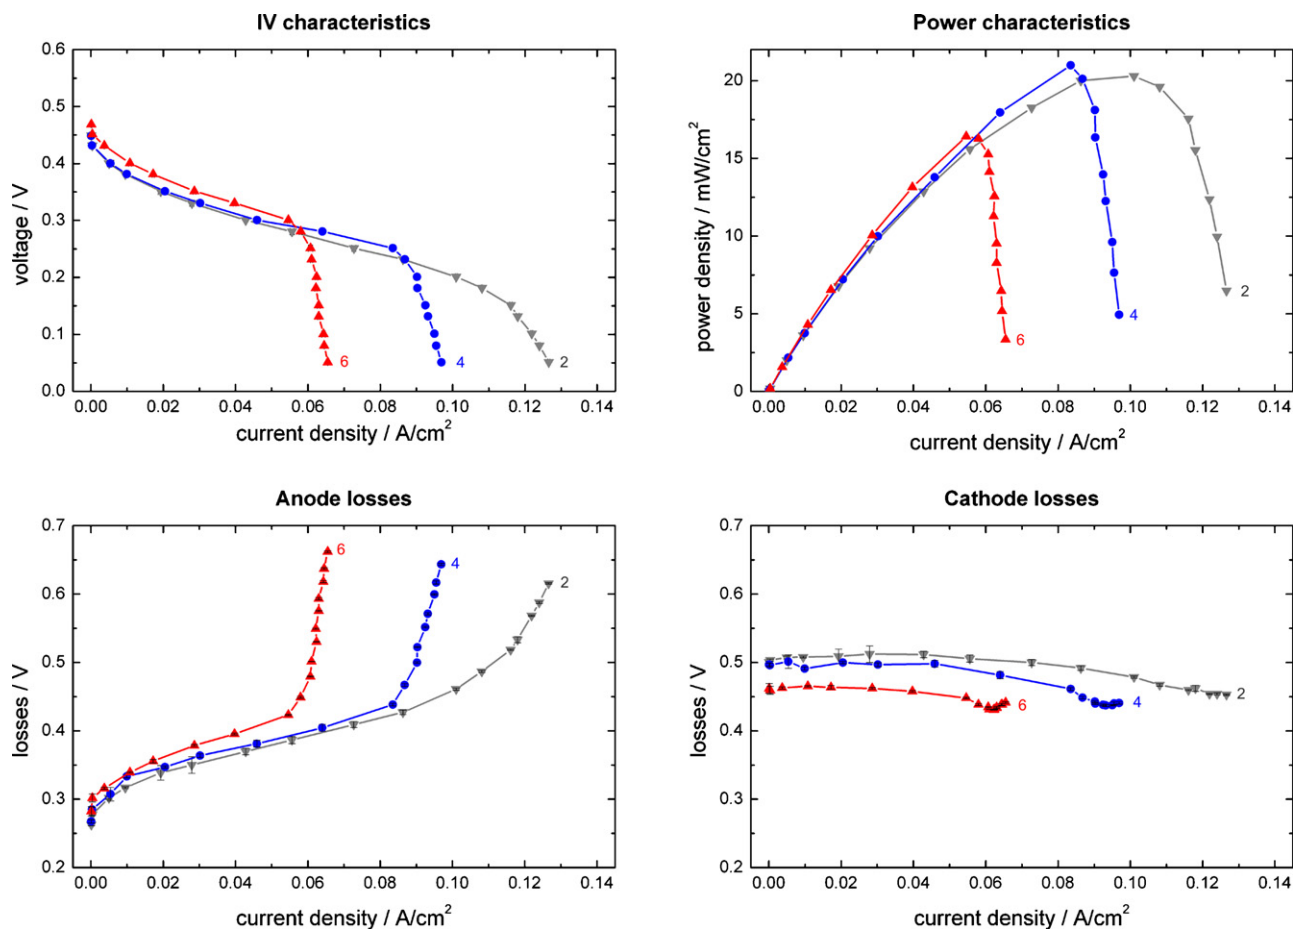 IV characteristics
voltage / V
0.6
0.5
0.4
0.3
0.2
0.1
0.0
6
4
2
0.00 0.02 0.04 0.06 0.08 0.10 0.12 0.14
current density / A/cm²
Power characteristics
power density / mW/cm²
20
15
10
5
0
2
4
6
0.00 0.02 0.04 0.06 0.08 0.10 0.12 0.14
current density / A/cm²
Anode losses
losses / V
0.7
0.6
0.5
0.4
0.3
0.2
6
4
2
0.00 0.02 0.04 0.06 0.08 0.10 0.12 0.14
current density / A/cm²
Cathode losses
losses / V
0.7
0.6
0.5
0.4
0.3
0.2
2
4
6
0.00 0.02 0.04 0.06 0.08 0.10 0.12 0.14
current density / A/cm²